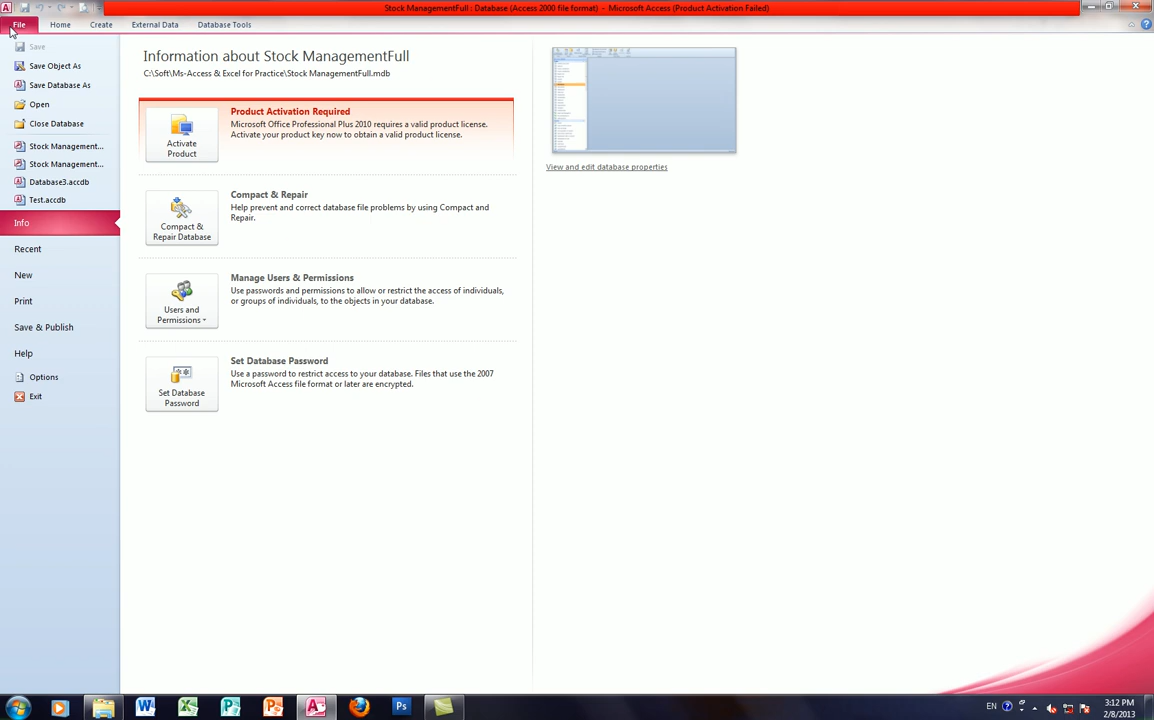 Stock ManagementFull : Database (Access 2000 file format) - Microsoft Access (Product Activation Failed)
File Home Create External Data Database Tools
Save
Save Object As
Save Database As
Open
Close Database
Stock Management...
Stock Management...
Database3.accdb
Test.accdb
Info
Recent
New
Print
Save & Publish
Help
Options
Exit
Information about Stock ManagementFull
C:\Soft\Ms-Access & Excel for Practice\Stock ManagementFull.mdb
Activate
Product
Product Activation Required
Microsoft Office Professional Plus 2010 requires a valid product license.
Activate your product key now to obtain a valid product license.
Compact &
Repair Database
Compact & Repair
Help prevent and correct database file problems by using Compact and
Repair.
Users and
Permissions
Manage Users & Permissions
Use passwords and permissions to allow or restrict the access of individuals,
or groups of individuals, to the objects in your database.
Set Database
Password
Set Database Password
Use a password to restrict access to your database. Files that use the 2007
Microsoft Access file format or later are encrypted.
View and edit database properties
EN
3:12 PM
2/8/2013